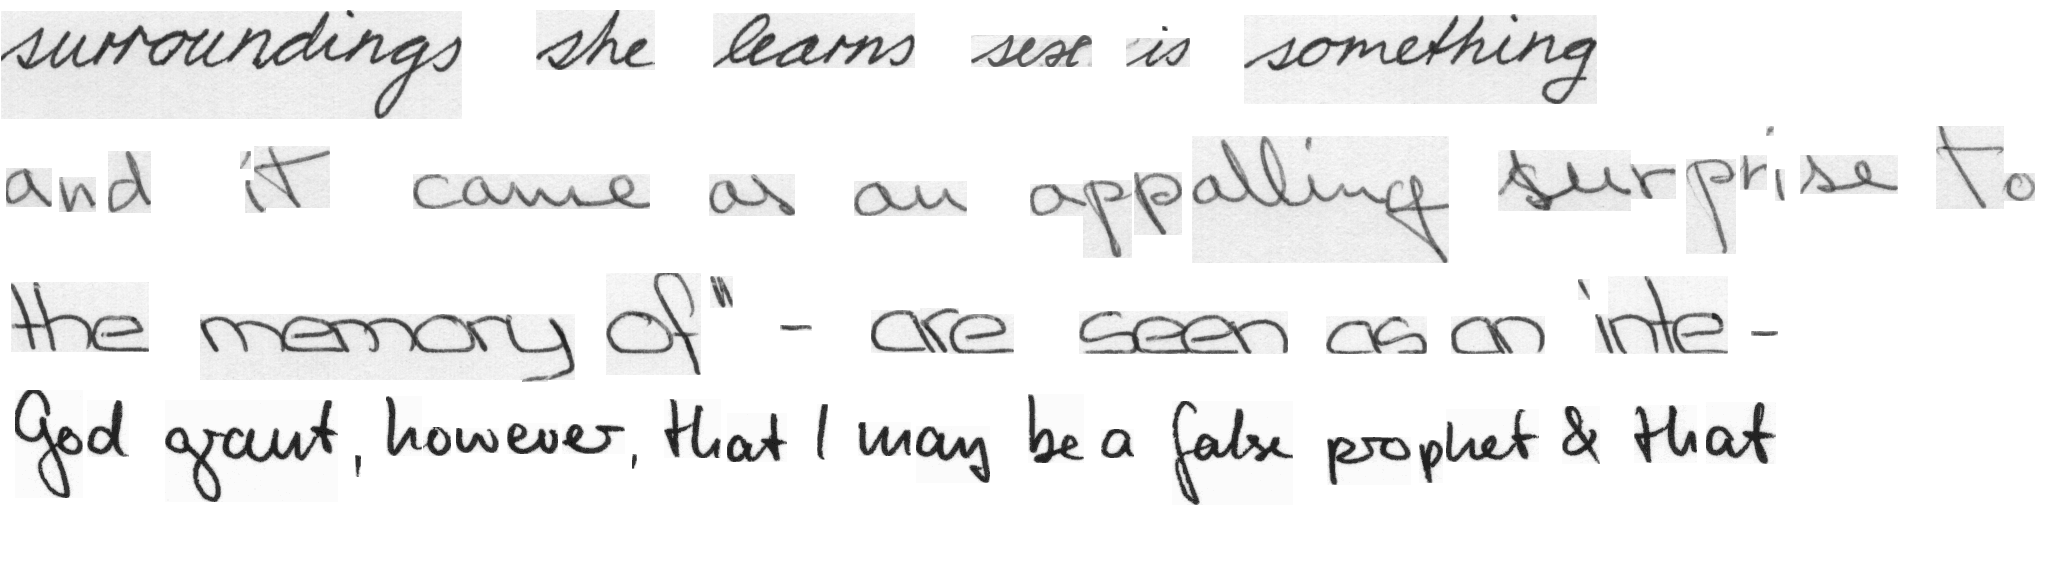 surroundings she learns sex is something
and it came as an appalling surprise to
the memory of" - are seen as an inte -
God grant, however, that I may be a false prophet & that